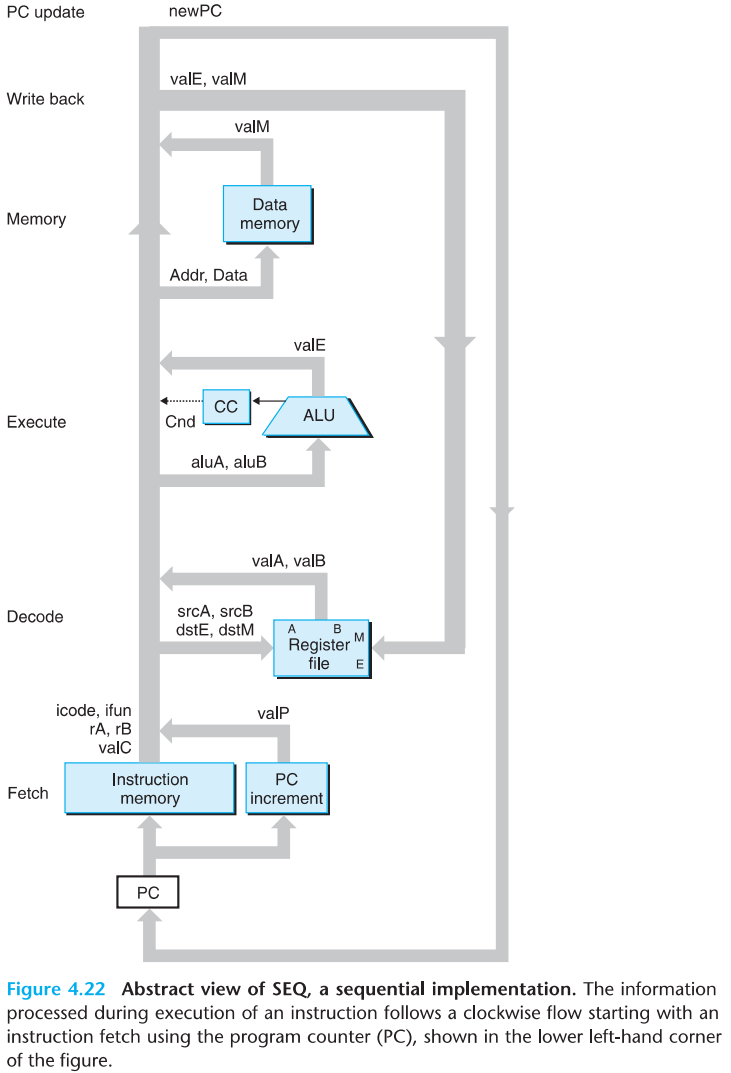 PC update
newPC
valE, valM
Write back
valM
Data
memory
Memory
Addr, Data
valE
CC
ALU
Cnd
Execute
aluA, aluB
valA, valB
Decode
srcA, srcB
dstE, dstM
A B
M
Register
file
E
icode, ifun
rA, rB
valC
valP
Fetch
Instruction
memory
PC
increment
PC
Figure 4.22 Abstract view of SEQ, a sequential implementation. The information
processed during execution of an instruction follows a clockwise flow starting with an
instruction fetch using the program counter (PC), shown in the lower left-hand corner
of the figure.